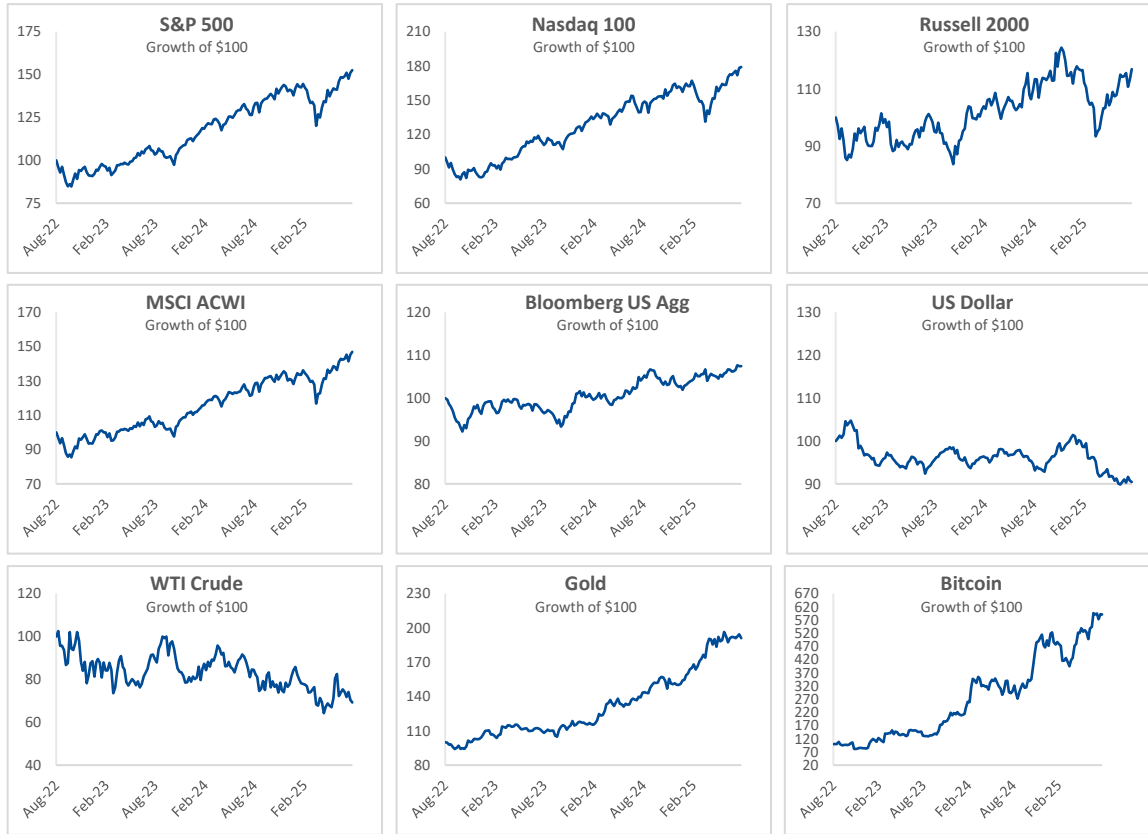 S&P 500
Growth of $100
175
150
125
100
75
Aug-22
Feb-23
Aug-23
Feb-24
Aug-24
Feb-25
Nasdaq 100
Growth of $100
180
150
120
90
60
Aug-22
Feb-23
Aug-23
Feb-24
Aug-24
Feb-25
Russell 2000
Growth of $100
130
110
90
70
Aug-22
Feb-23
Aug-23
Feb-24
Aug-24
Feb-25
MSCI ACWI
Growth of $100
170
150
130
110
90
70
Aug-22
Feb-23
Aug-23
Feb-24
Aug-24
Feb-25
Bloomberg US Agg
Growth of $100
120
110
100
90
80
Aug-22
Feb-23
Aug-23
Feb-24
Aug-24
Feb-25
US Dollar
Growth of $100
130
120
110
100
90
Aug-22
Feb-23
Aug-23
Feb-24
Aug-24
Feb-25
WTI Crude
Growth of $100
120
100
80
60
40
Aug-22
Feb-23
Aug-23
Feb-24
Aug-24
Feb-25
Gold
Growth of $100
230
200
170
140
110
80
Aug-22
Feb-23
Aug-23
Feb-24
Aug-24
Feb-25
Bitcoin
Growth of $100
670
620
570
520
470
420
370
320
270
220
170
120
70
20
Aug-22
Feb-23
Aug-23
Feb-24
Aug-24
Feb-25